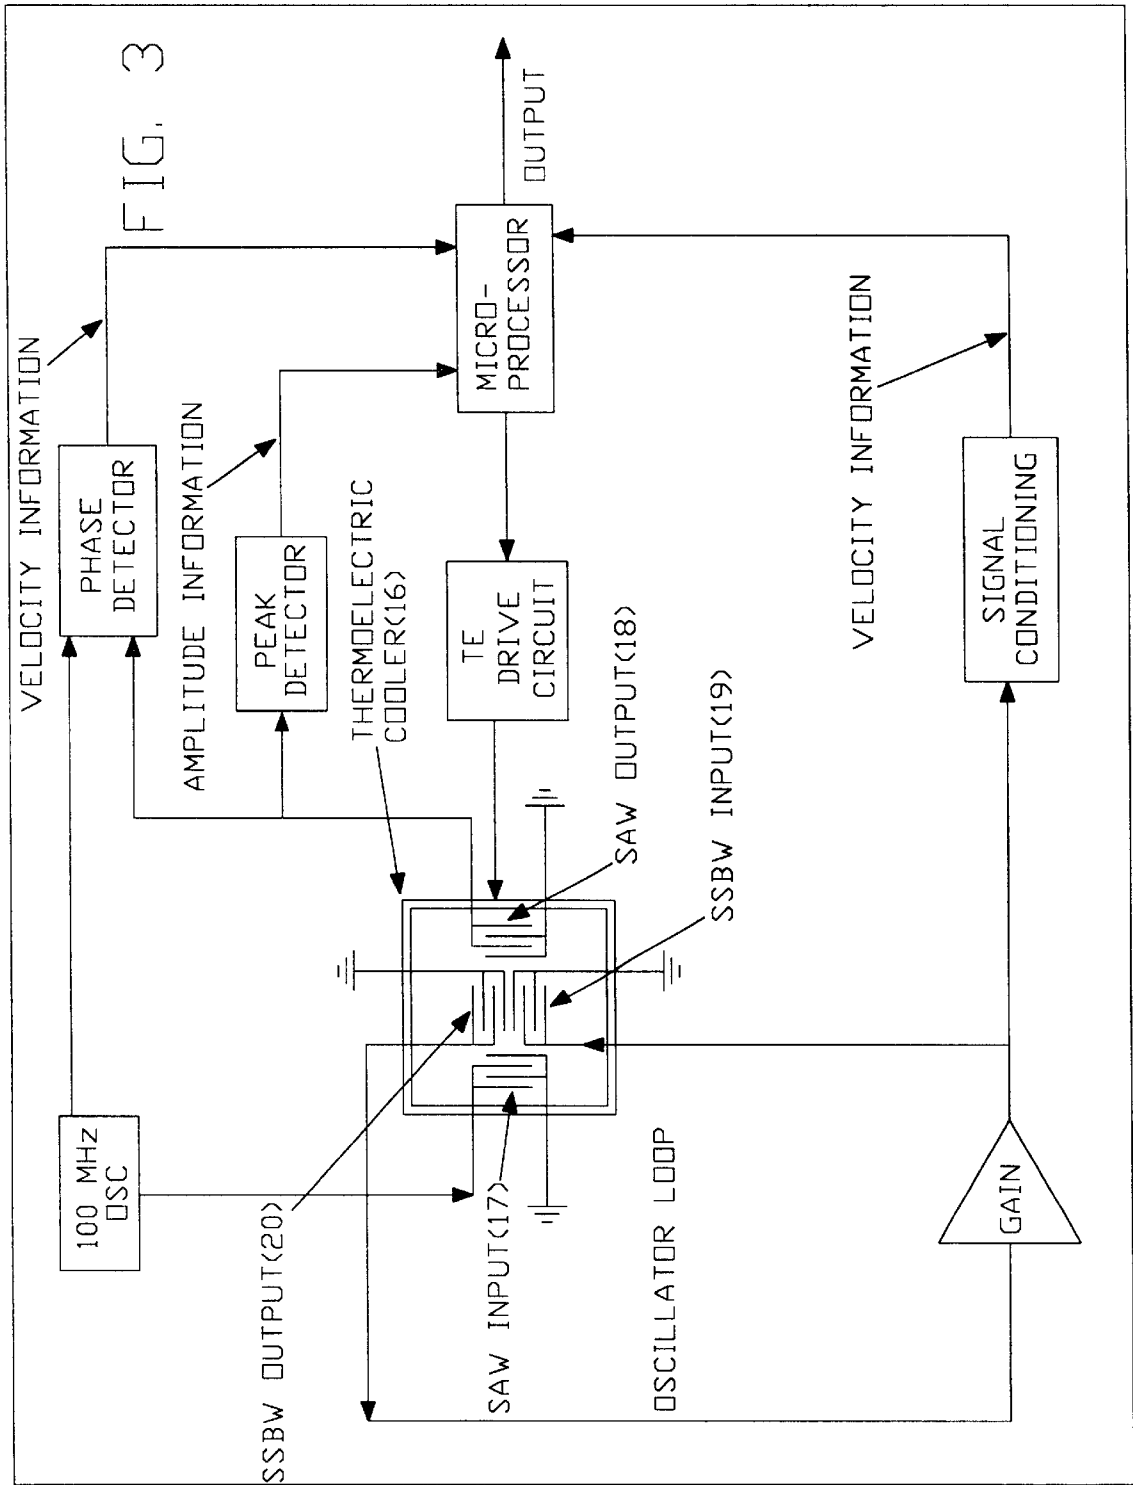 FIG. 3
VELOCITY INFORMATION
100 MHz
OSC
PHASE
DETECTOR
AMPLITUDE INFORMATION
SSBW OUTPUT(20)
PEAK
DETECTOR
THERMOELECTRIC
COOLER(16)
SAW INPUT(17)
TE
DRIVE
CIRCUIT
MICRO-
PROCESSOR
OUTPUT
SAW OUTPUT(18)
SSBW INPUT(19)
OSCILLATOR LOOP
VELOCITY INFORMATION
GAIN
SIGNAL
CONDITIONING